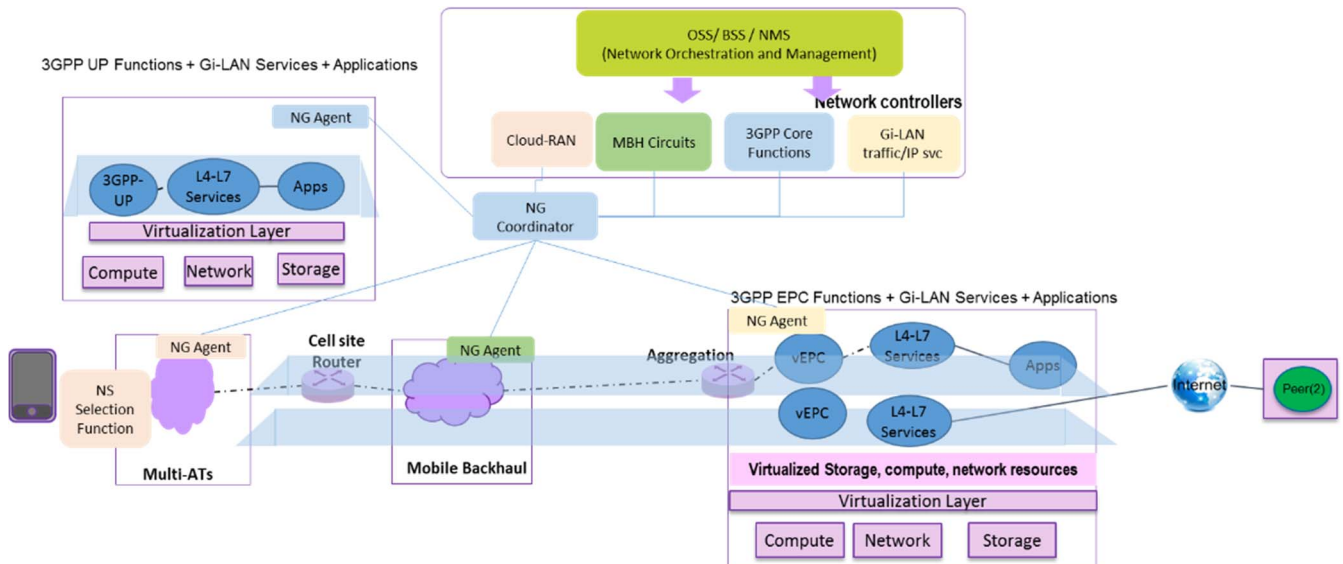 OSS/ BSS / NMS
(Network Orchestration and Management)
3GPP UP Functions + Gi-LAN Services + Applications
Network controllers
NG Agent
Cloud-RAN
MBH Circuits
3GPP Core
Functions
Gi-LAN
traffic/IP svc
3GPP-
UP
L4-L7
Services
Apps
NG
Coordinator
Virtualization Layer
Compute
Network
Storage
3GPP EPC Functions + Gi-LAN Services + Applications
NG Agent
Cell site
Router
NG Agent
NG Agent
Aggregation
vEPC
L4-L7
Services
Apps
NS
Selection
Function
Internet
Peer(2)
vEPC
L4-L7
Services
Multi-ATs
Mobile Backhaul
Virtualized Storage, compute, network resources
Virtualization Layer
Compute
Network
Storage